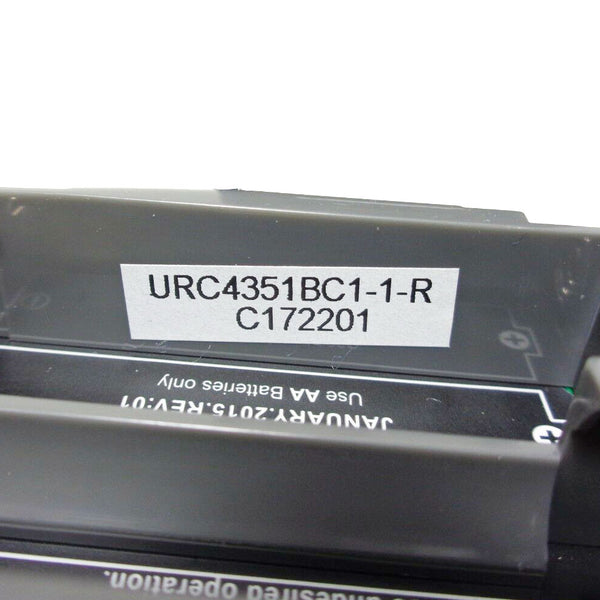 URC4351BC1-1-R
C172201
Use AA Batteries only
JANUARY.2015.REV:01
undesired operation.